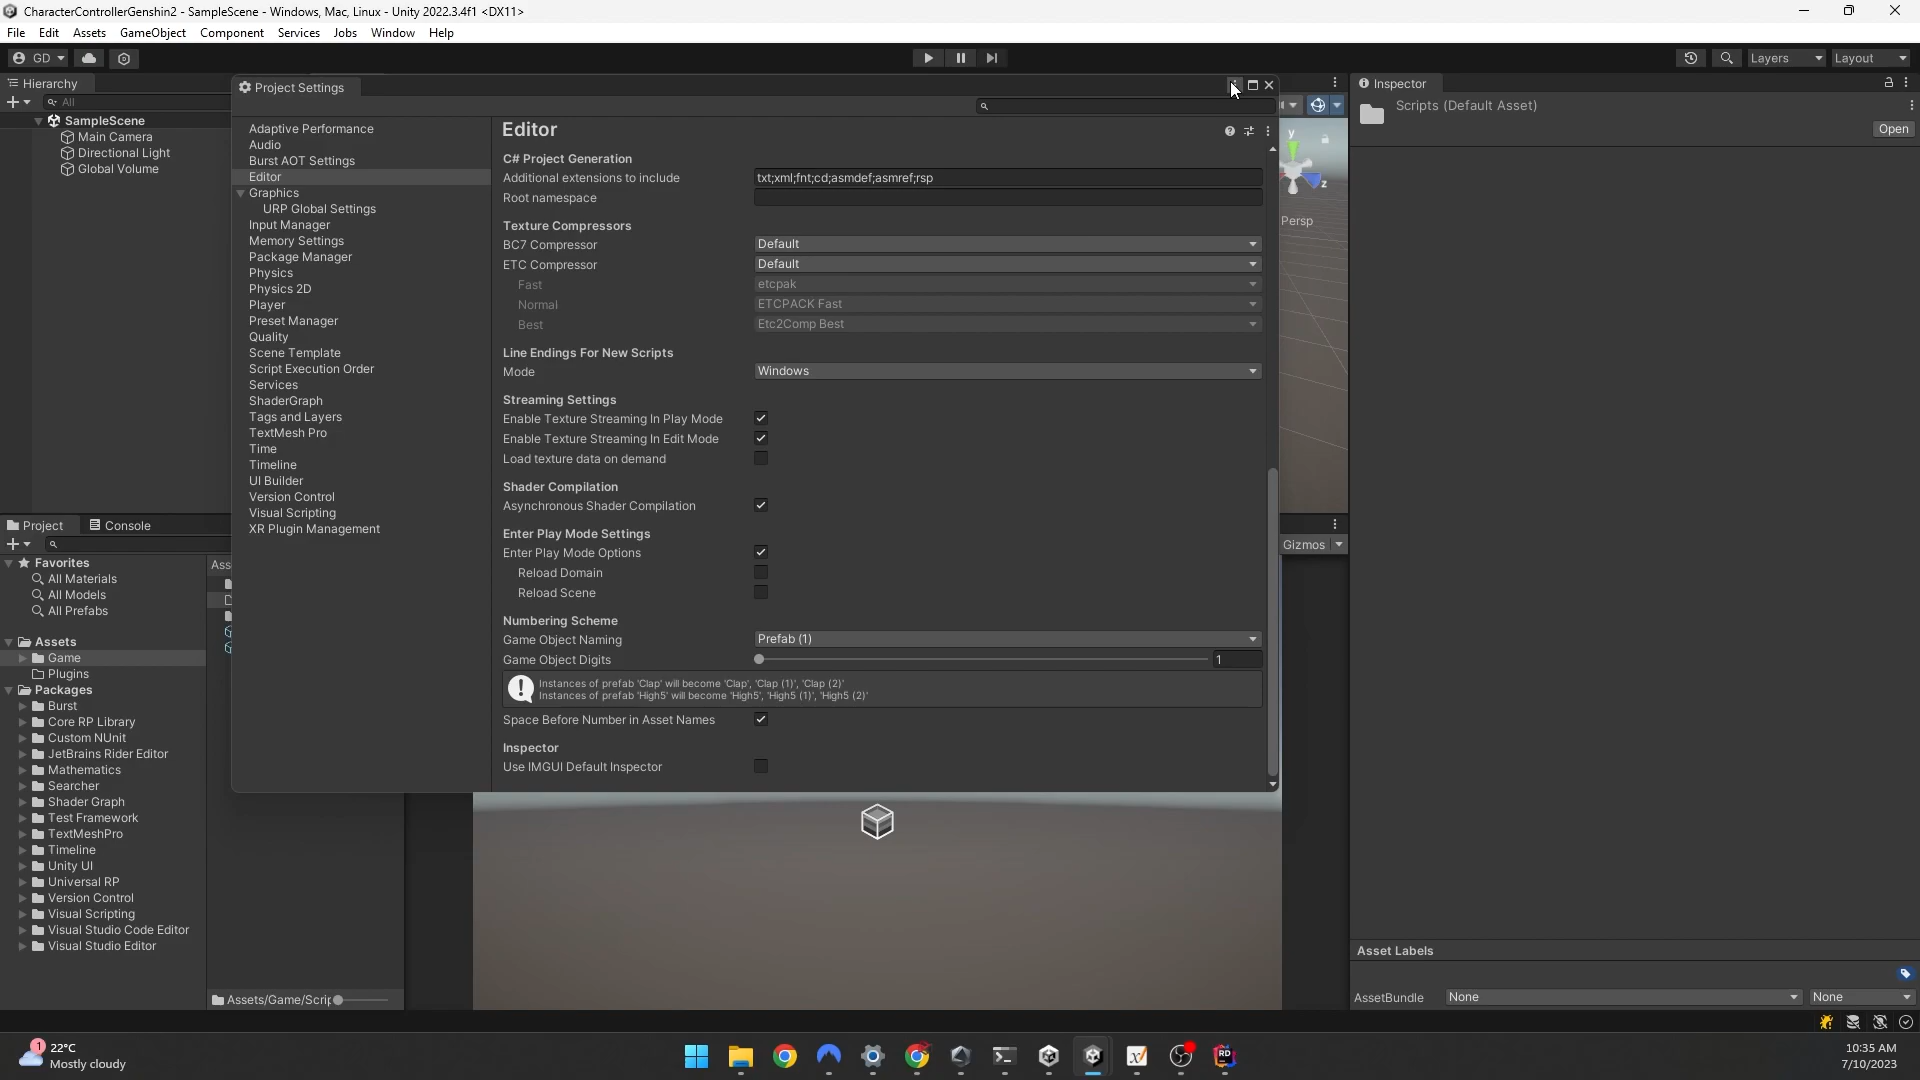 CharacterControllerGenshin2 - SampleScene - Windows, Mac, Linux - Unity 2022.3.4f1 <DX11>
File Edit Assets GameObject Component Services Jobs Window Help
GD Layers Layout
Hierarchy
All
SampleScene
Main Camera
Directional Light
Global Volume
Project Settings
Adaptive Performance
Audio
Burst AOT Settings
Editor
Graphics
URP Global Settings
Input Manager
Memory Settings
Package Manager
Physics
Physics 2D
Player
Preset Manager
Quality
Scene Template
Script Execution Order
Services
ShaderGraph
Tags and Layers
TextMesh Pro
Time
Timeline
UI Builder
Version Control
Visual Scripting
XR Plugin Management
Editor
C# Project Generation
Additional extensions to include txt;xml;fnt;cd;asmdef;asmref;rsp
Root namespace
Texture Compressors
BC7 Compressor Default
ETC Compressor Default
Fast etcpak
Normal ETCPACK Fast
Best Etc2Comp Best
Line Endings For New Scripts
Mode Windows
Streaming Settings
Enable Texture Streaming In Play Mode
Enable Texture Streaming In Edit Mode
Load texture data on demand
Shader Compilation
Asynchronous Shader Compilation
Enter Play Mode Settings
Enter Play Mode Options
Reload Domain
Reload Scene
Numbering Scheme
Game Object Naming Prefab (1)
Game Object Digits 1
Instances of prefab 'Clap' will become 'Clap', 'Clap (1)', 'Clap (2)'
Instances of prefab 'High5' will become 'High5', 'High5 (1)', 'High5 (2)'
Space Before Number in Asset Names
Inspector
Use IMGUI Default Inspector
y
z
Persp
Gizmos
Inspector
Scripts (Default Asset)
Open
Project Console
Favorites
All Materials
All Models
All Prefabs
Assets
Game
Plugins
Packages
Burst
Core RP Library
Custom NUnit
JetBrains Rider Editor
Mathematics
Searcher
Shader Graph
Test Framework
TextMeshPro
Timeline
Unity UI
Universal RP
Version Control
Visual Scripting
Visual Studio Code Editor
Visual Studio Editor
Ass
Assets/Game/Scrip
Asset Labels
AssetBundle None None
1
22°C
Mostly cloudy
RD
10:35 AM
7/10/2023